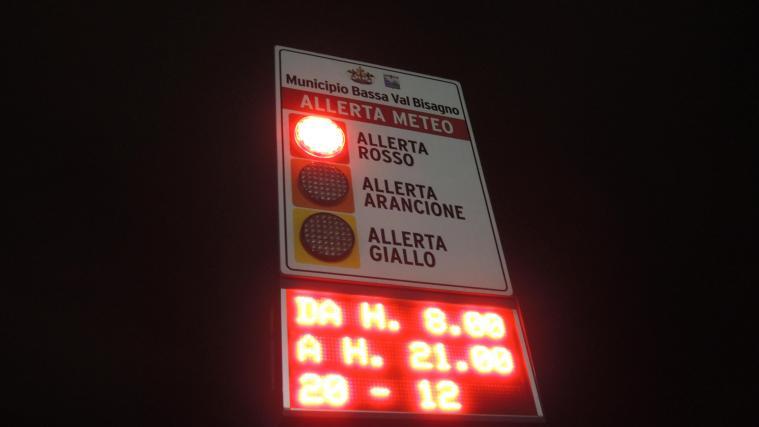 Municipio Bassa Val Bisagno
ALLERTA METEO
ALLERTA
ROSSO
ALLERTA
ARANCIONE
ALLERTA
GIALLO
DA H. 8.00
A H. 21.00
20 - 12